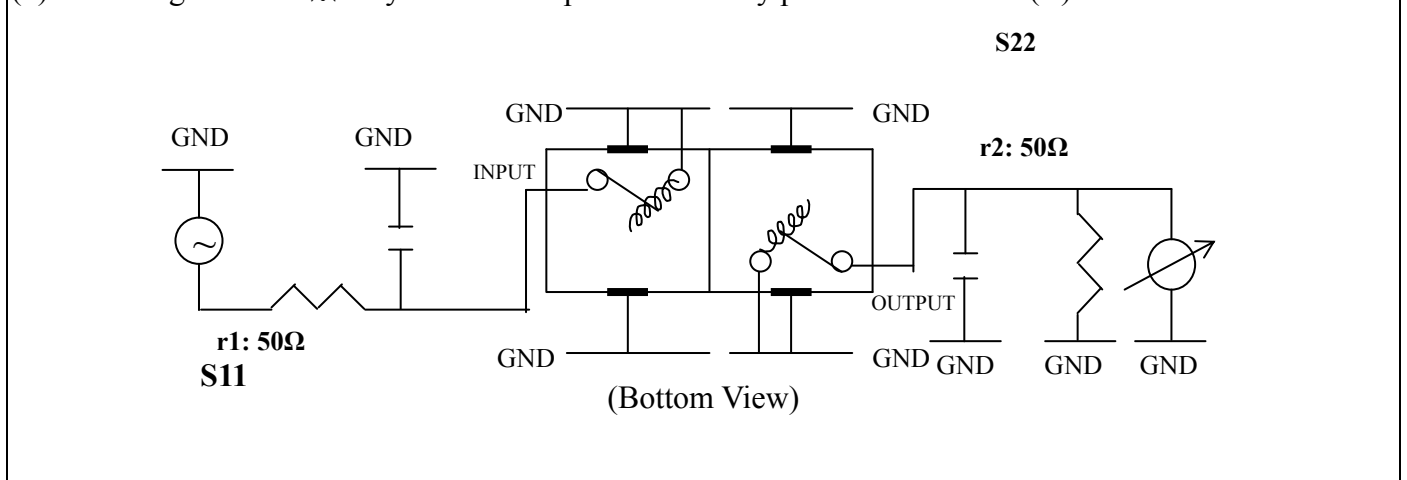 S22
GND
GND
GND
GND
r2: 50Ω
INPUT
~
OUTPUT
r1: 50Ω
GND
GND
GND
GND
GND
S11
(Bottom View)